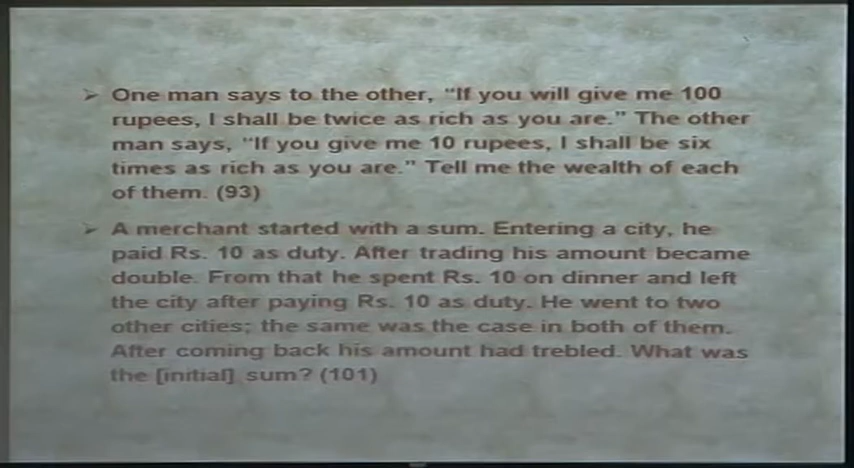 One man says to the other, "If you will give me 100
rupees, I shall be twice as rich as you are." The other
man says, "If you give me 10 rupees, I shall be six
times as rich as you are." Tell me the wealth of each
of them. (93)
A merchant started with a sum. Entering a city, he
paid Rs. 10 as duty. After trading his amount became
double. From that he spent Rs. 10 on dinner and left
the city after paying Rs. 10 as duty. He went to two
other cities; the same was the case in both of them.
After coming back his amount had trebled. What was
the [initial] sum? (101)